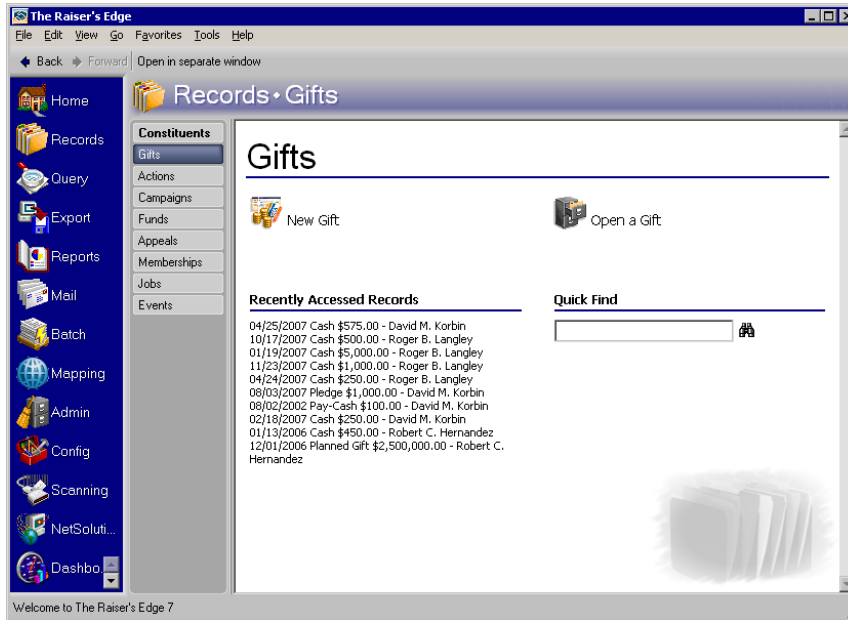 The Raiser's Edge
File Edit View Go Favorites Tools Help
Back Forward Open in separate window
Records • Gifts
Home
Records
Query
Export
Reports
Mail
Batch
Mapping
Admin
Config
Scanning
NetSoluti...
Dashbo...
Constituents
Gifts
Actions
Campaigns
Funds
Appeals
Memberships
Jobs
Events
Gifts
New Gift
Open a Gift
Recently Accessed Records
04/25/2007 Cash $575.00 - David M. Korbin
10/17/2007 Cash $500.00 - Roger B. Langley
01/19/2007 Cash $5,000.00 - Roger B. Langley
11/23/2007 Cash $1,000.00 - Roger B. Langley
04/24/2007 Cash $250.00 - Roger B. Langley
08/03/2007 Pledge $1,000.00 - David M. Korbin
08/02/2002 Pay-Cash $100.00 - David M. Korbin
02/18/2007 Cash $250.00 - David M. Korbin
01/13/2006 Cash $450.00 - Robert C. Hernandez
12/01/2006 Planned Gift $2,500,000.00 - Robert C.
Hernandez
Quick Find
Welcome to The Raiser's Edge 7